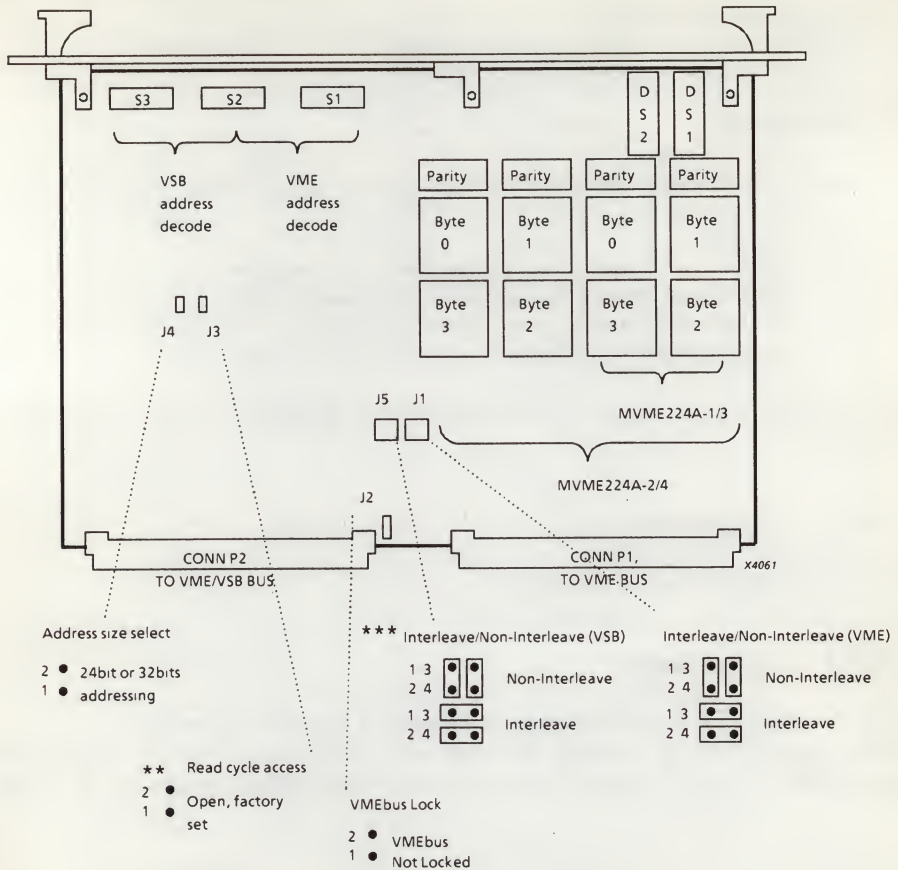 S3 S2 S1
D S 2
D S 1
VSB address decode
VME address decode
Parity Parity Parity Parity
Byte 0 Byte 1 Byte 0 Byte 1
Byte 3 Byte 2 Byte 3 Byte 2
J4 J3
J5 J1
MVME224A-1/3
MVME224A-2/4
J2
CONN P2
TO VME/VSB BUS
CONN P1,
TO VME BUS
X4061
Address size select
2 24bit or 32bits
1 addressing
*** Interleave/Non-Interleave (VSB)
1 3
2 4
Non-Interleave
1 3
2 4
Interleave
Interleave/Non-Interleave (VME)
1 3
2 4
Non-Interleave
1 3
2 4
Interleave
** Read cycle access
2
1
Open, factory
set
VMEbus Lock
2 VMEbus
1 Not Locked